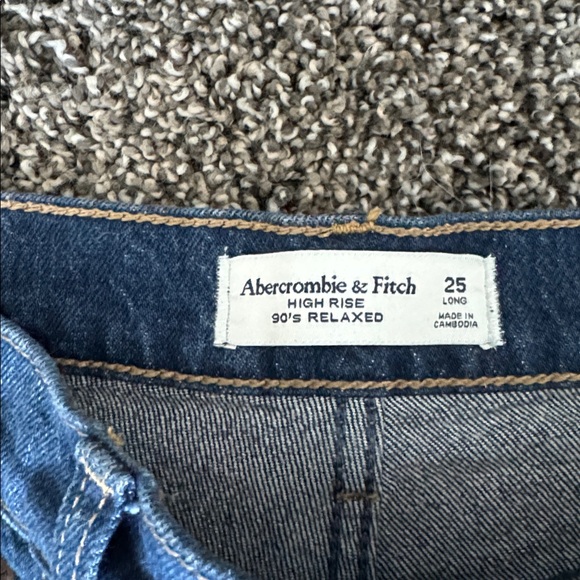 Abercrombie & Fitch 25
HIGH RISE LONG
90's RELAXED MADE IN
CAMBODIA